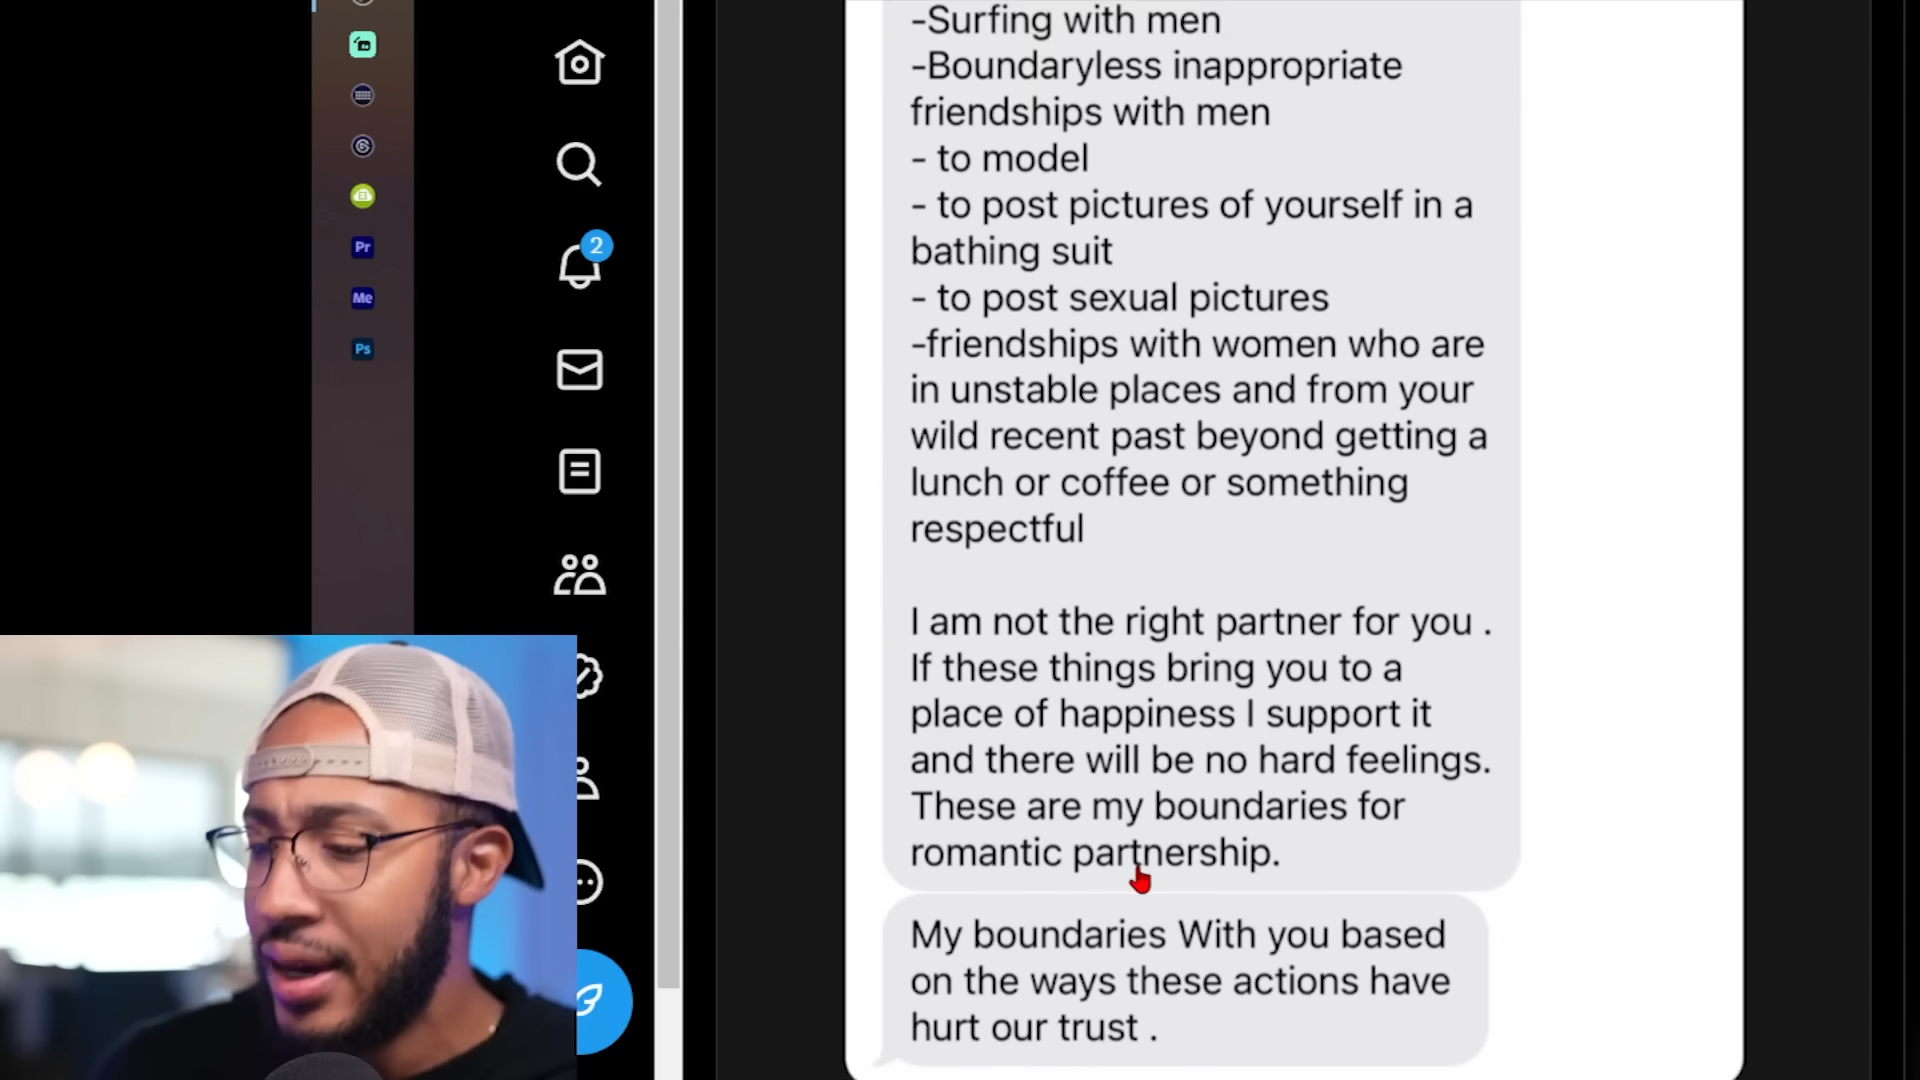 -Surfing with men
-Boundaryless inappropriate
friendships with men
- to model
- to post pictures of yourself in a
bathing suit
- to post sexual pictures
-friendships with women who are
in unstable places and from your
wild recent past beyond getting a
lunch or coffee or something
respectful
I am not the right partner for you .
If these things bring you to a
place of happiness I support it
and there will be no hard feelings.
These are my boundaries for
romantic partnership.
My boundaries With you based
on the ways these actions have
hurt our trust .
2
Pr
Me
Ps